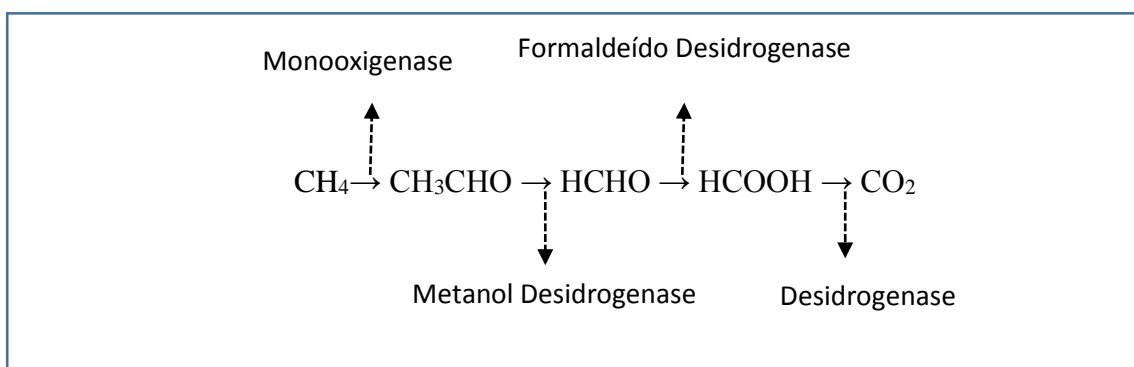 Formaldeído Desidrogenase
Monooxigenase
CH₄→ CH₃CHO → HCHO → HCOOH → CO₂
Metanol Desidrogenase
Desidrogenase